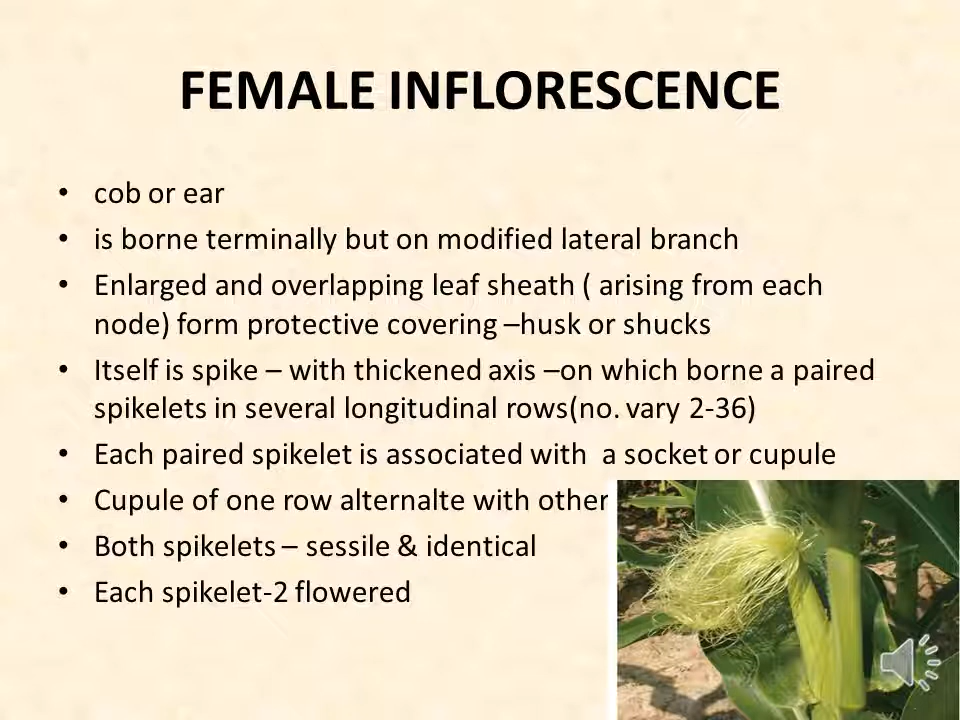 FEMALE INFLORESCENCE
• cob or ear
• is borne terminally but on modified lateral branch
• Enlarged and overlapping leaf sheath ( arising from each
node) form protective covering –husk or shucks
• Itself is spike – with thickened axis –on which borne a paired
spikelets in several longitudinal rows(no. vary 2-36)
• Each paired spikelet is associated with  a socket or cupule
• Cupule of one row alternalte with other
• Both spikelets – sessile & identical
• Each spikelet-2 flowered